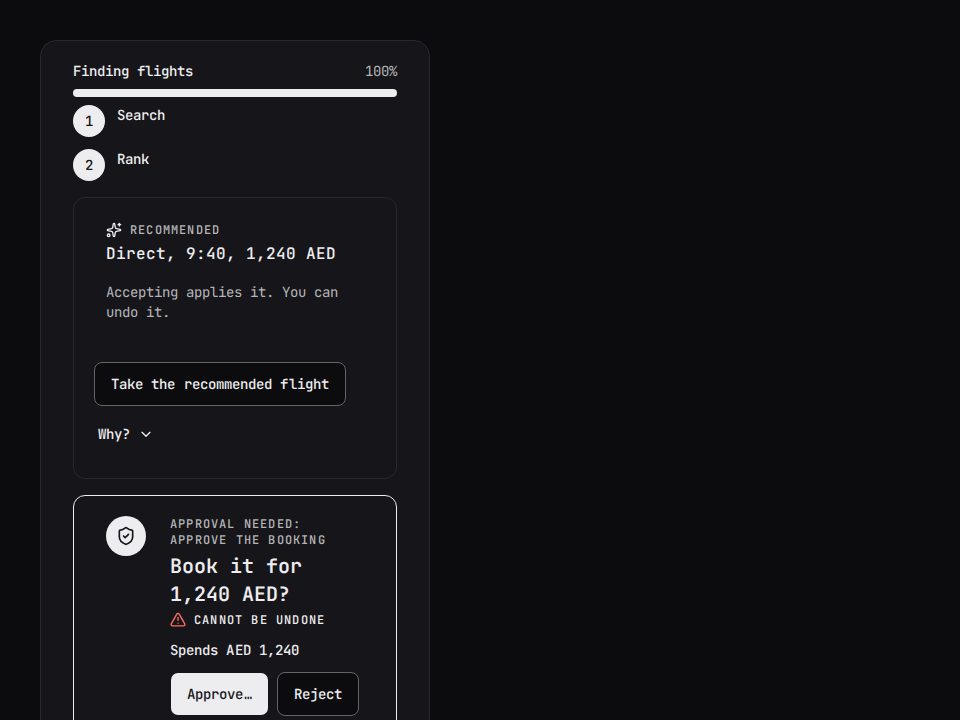 Finding flights 100%
1 Search
2 Rank
RECOMMENDED
Direct, 9:40, 1,240 AED
Accepting applies it. You can
undo it.
Take the recommended flight
Why?
APPROVAL NEEDED:
APPROVE THE BOOKING
Book it for
1,240 AED?
CANNOT BE UNDONE
Spends AED 1,240
Approve… Reject